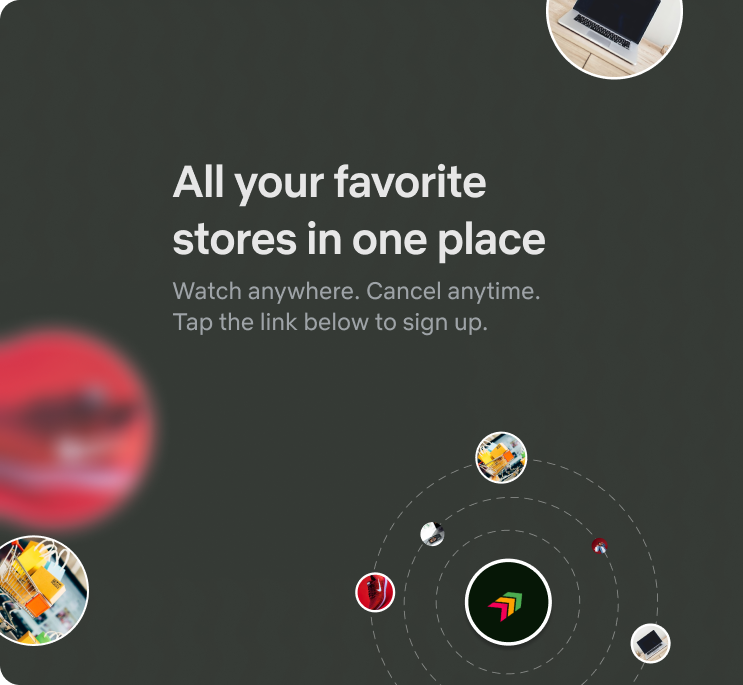 All your favorite
stores in one place
Watch anywhere. Cancel anytime.
Tap the link below to sign up.